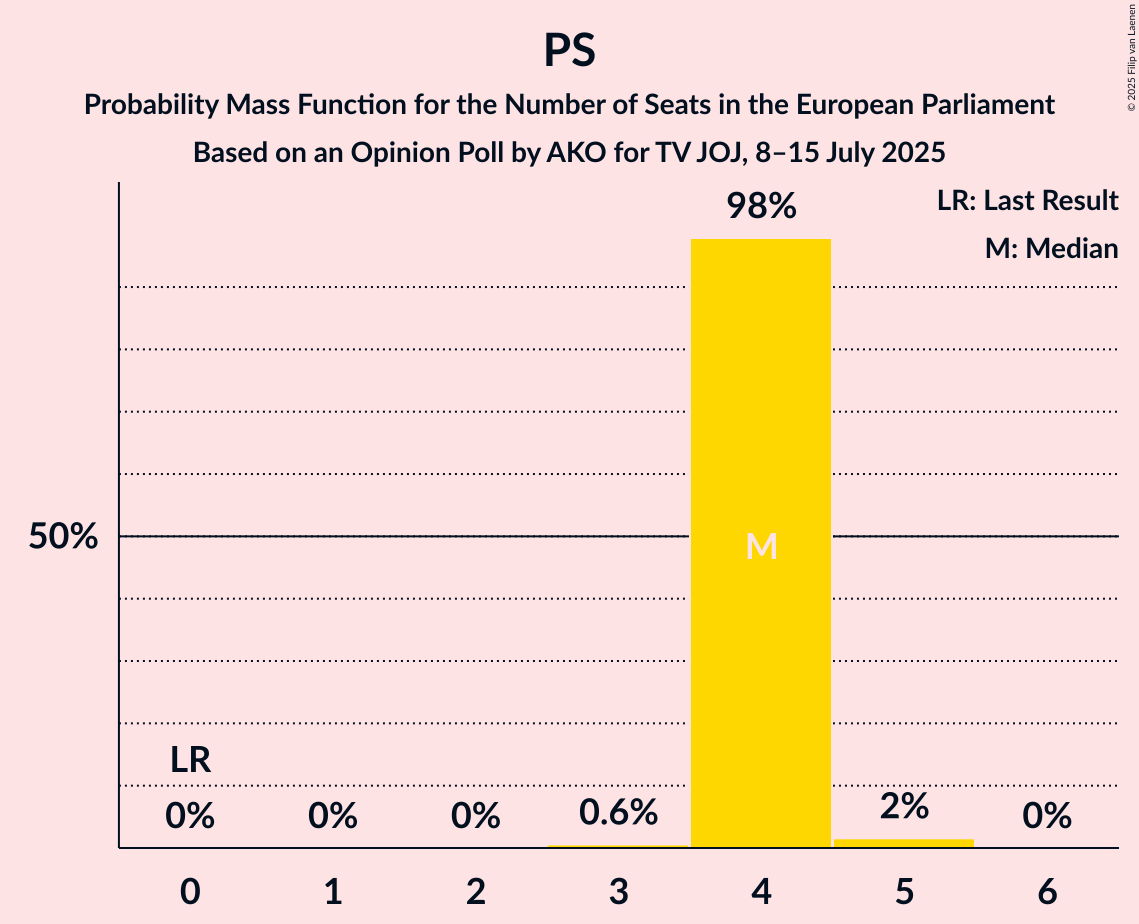 PS
Probability Mass Function for the Number of Seats in the European Parliament
Based on an Opinion Poll by AKO for TV JOJ, 8–15 July 2025
© 2025 Filip van Laenen
LR: Last Result
M: Median
98%
50%
M
LR
0% 0% 0% 0.6% 2% 0%
0 1 2 3 4 5 6